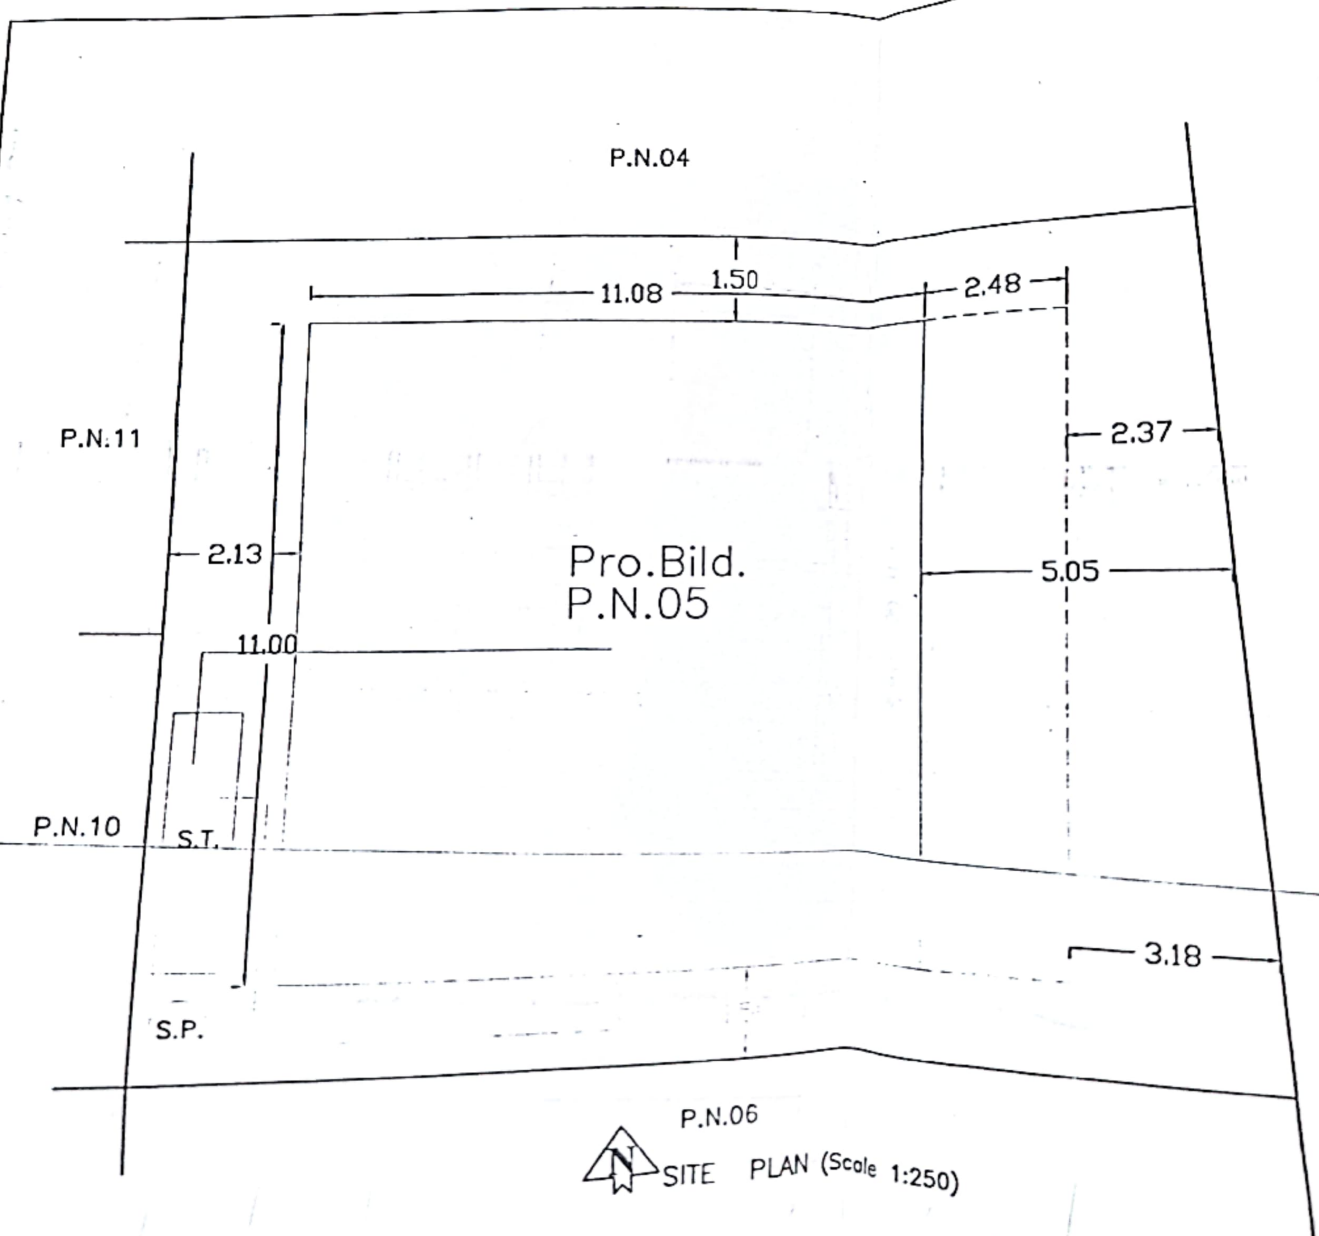 P.N.04
1.50
11.08
2.48
P.N.11
2.37
2.13
Pro.Bild.
P.N.05
5.05
11.00
P.N.10
S.T.
3.18
S.P.
P.N.06
N
SITE PLAN (Scale 1:250)